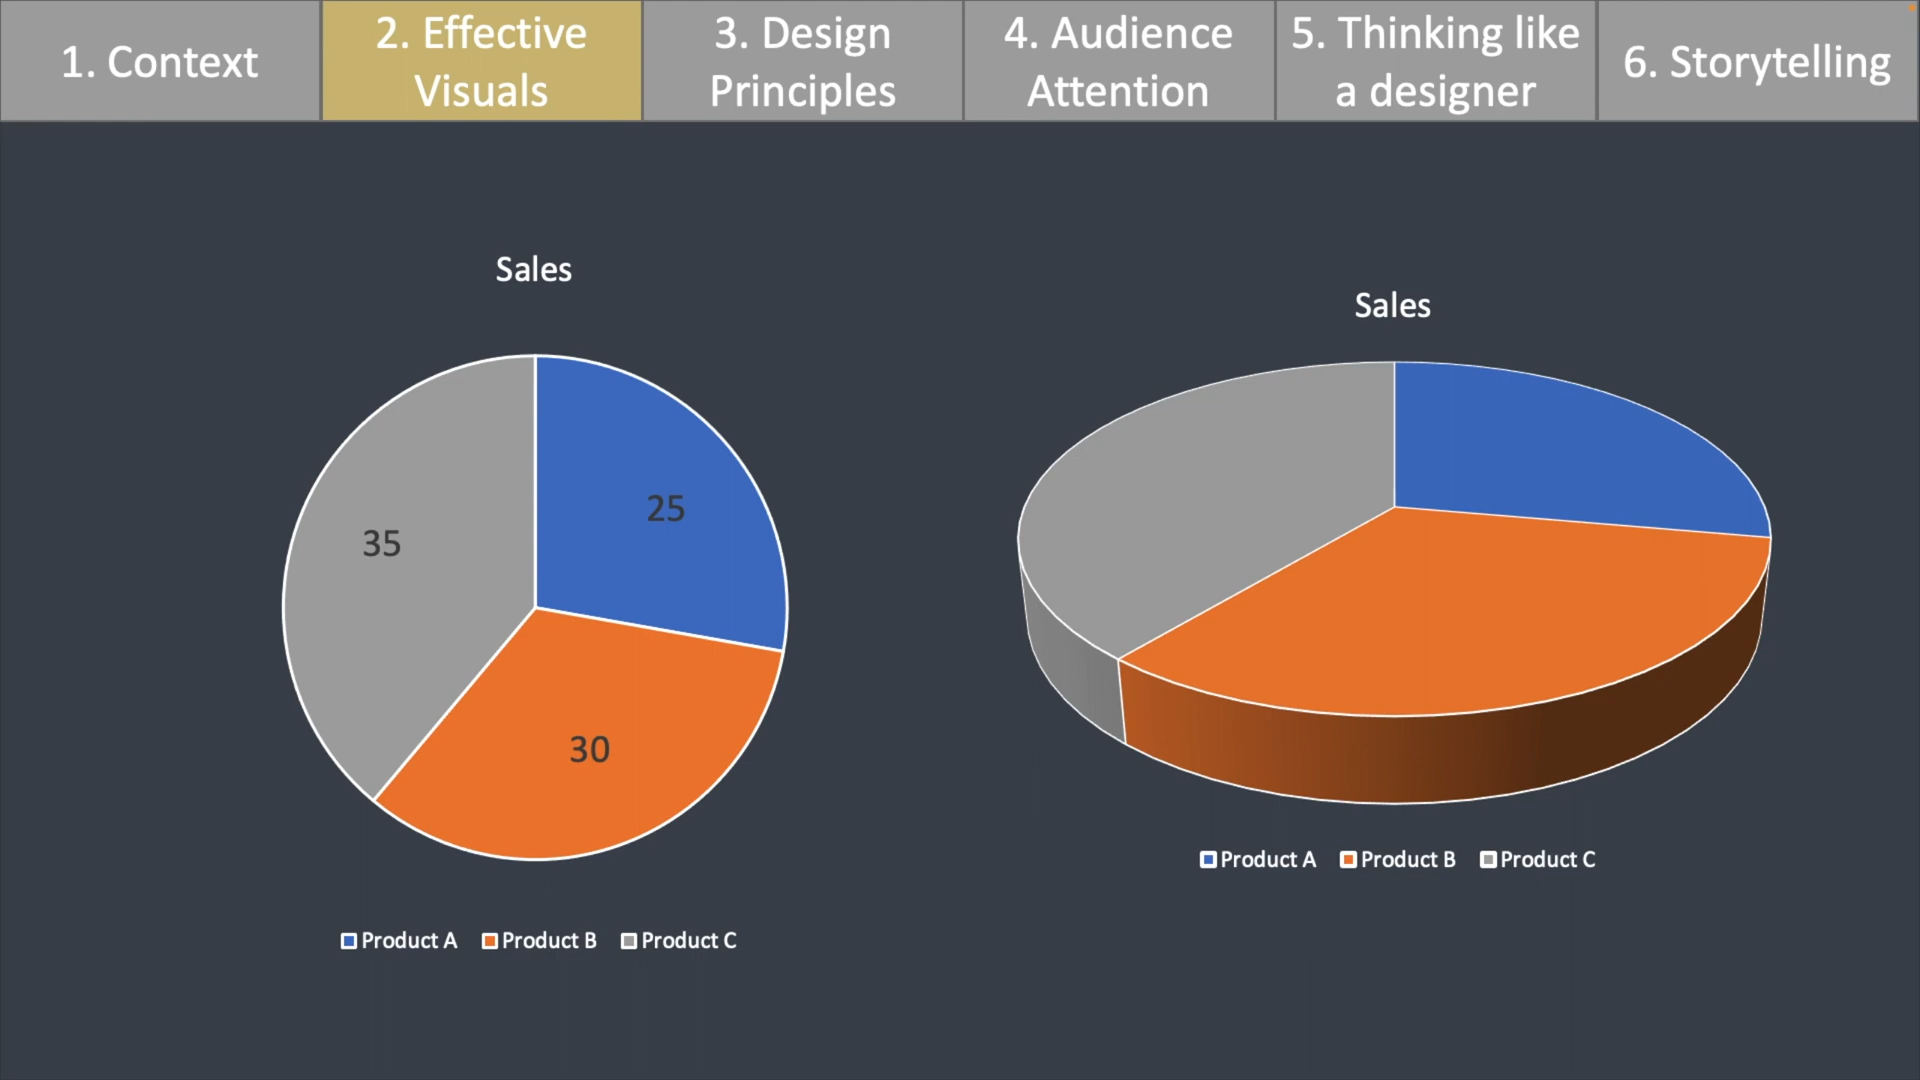 1. Context
2. Effective
Visuals
3. Design
Principles
4. Audience
Attention
5. Thinking like
a designer
6. Storytelling
Sales
25
35
30
Product A Product B Product C
Sales
Product A Product B Product C